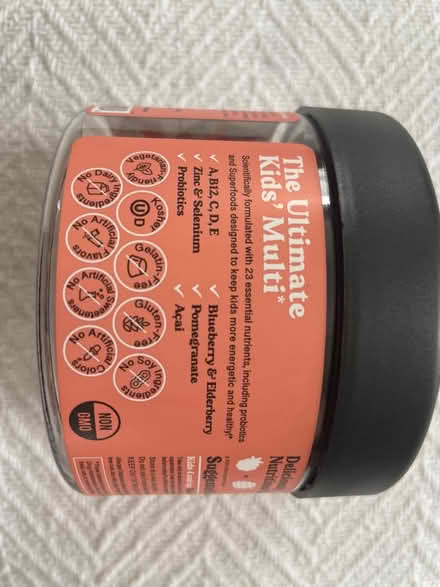 The Ultimate
Kids' Multi*
Scientifically formulated with 23 essential nutrients, including probiotics
and Superfoods designed to keep kids more energetic and healthy!*
✓ A, B12, C, D, E
✓ Zinc & Selenium
✓ Probiotics
✓ Blueberry & Elderberry
✓ Pomegranate
✓ Açai
Vegetarian-Friendly
Kosher
UD
No Dairy Ingredients
Gelatin-Free
No Artificial Flavors
Gluten-Free
No Artificial Sweeteners
No Soy Ingredients
No Artificial Colors
NON
GMO